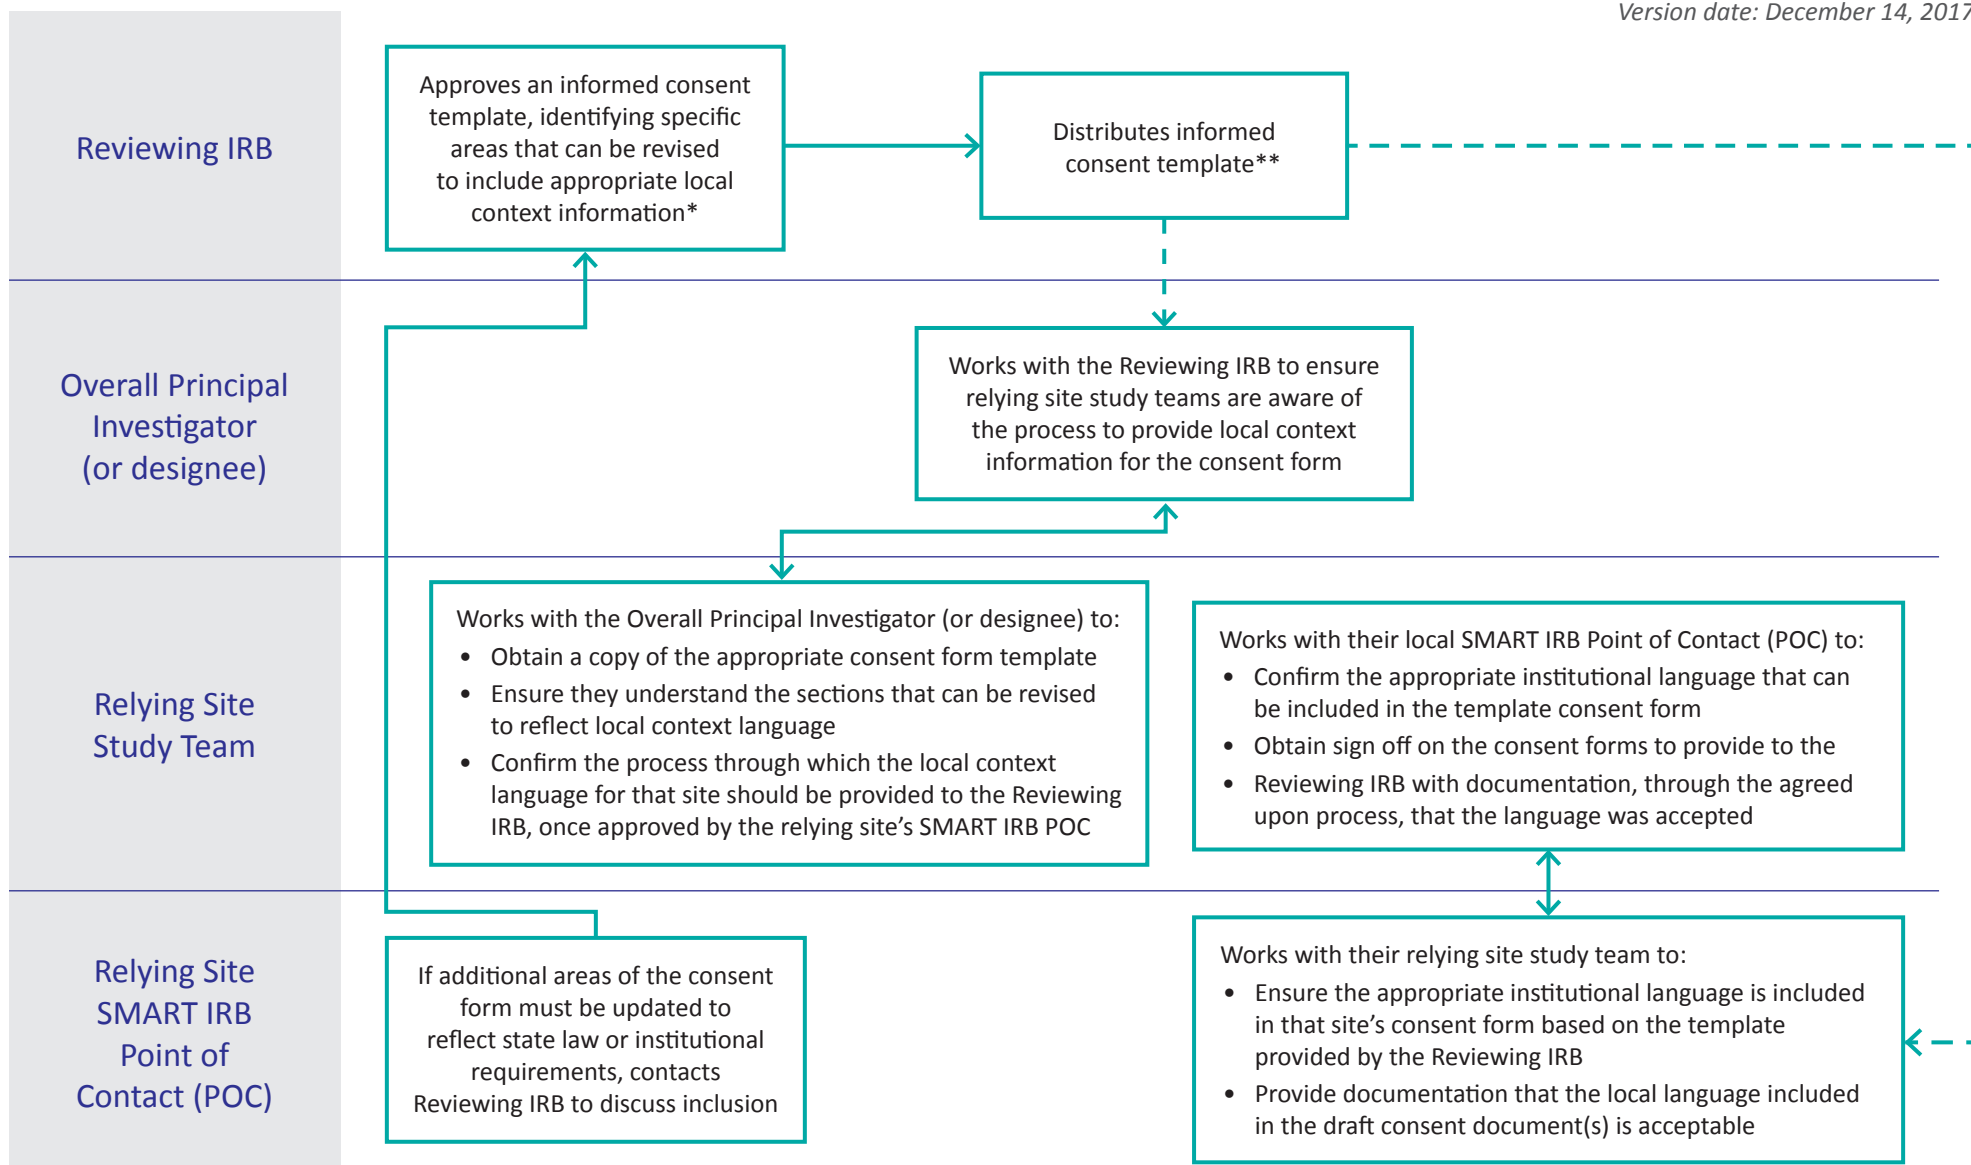 Version date: December 14, 2017
Reviewing IRB
Approves an informed consent
template, identifying specific
areas that can be revised
to include appropriate local
context information*
Distributes informed
consent template**
Overall Principal
Investigator
(or designee)
Works with the Reviewing IRB to ensure
relying site study teams are aware of
the process to provide local context
information for the consent form
Relying Site
Study Team
Works with the Overall Principal Investigator (or designee) to:
• Obtain a copy of the appropriate consent form template
• Ensure they understand the sections that can be revised
to reflect local context language
• Confirm the process through which the local context
language for that site should be provided to the Reviewing
IRB, once approved by the relying site’s SMART IRB POC
Works with their local SMART IRB Point of Contact (POC) to:
• Confirm the appropriate institutional language that can
be included in the template consent form
• Obtain sign off on the consent forms to provide to the
• Reviewing IRB with documentation, through the agreed
upon process, that the language was accepted
Relying Site
SMART IRB
Point of
Contact (POC)
If additional areas of the consent
form must be updated to
reflect state law or institutional
requirements, contacts
Reviewing IRB to discuss inclusion
Works with their relying site study team to:
• Ensure the appropriate institutional language is included
in that site’s consent form based on the template
provided by the Reviewing IRB
• Provide documentation that the local language included
in the draft consent document(s) is acceptable